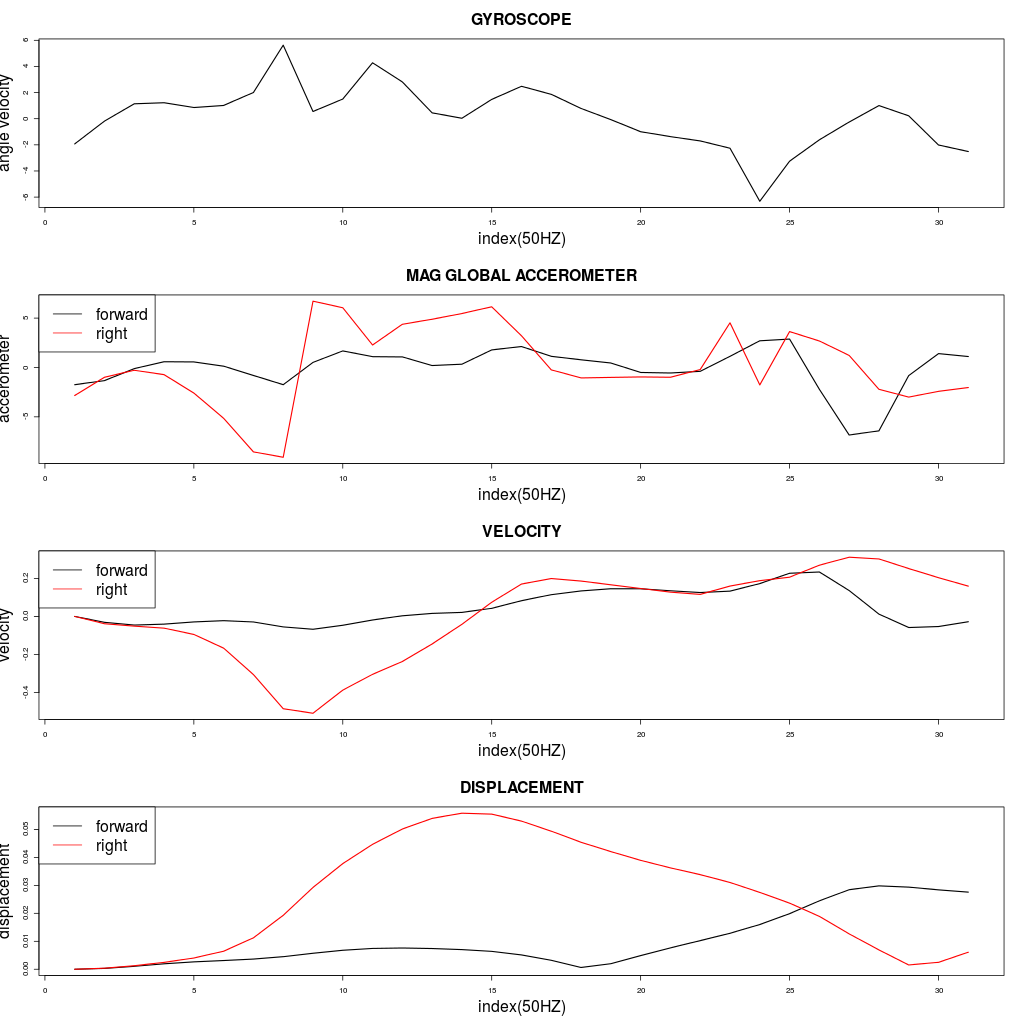 GYROSCOPE
angle velocity
6
4
2
0
-2
-4
-6
0 5 10 15 20 25 30
index(50HZ)
MAG GLOBAL ACCEROMETER
accerometer
5
0
-5
forward
right
0 5 10 15 20 25 30
index(50HZ)
VELOCITY
velocity
0.2
0.0
-0.2
-0.4
forward
right
0 5 10 15 20 25 30
index(50HZ)
DISPLACEMENT
displacement
0.05
0.04
0.03
0.02
0.01
0.00
forward
right
0 5 10 15 20 25 30
index(50HZ)